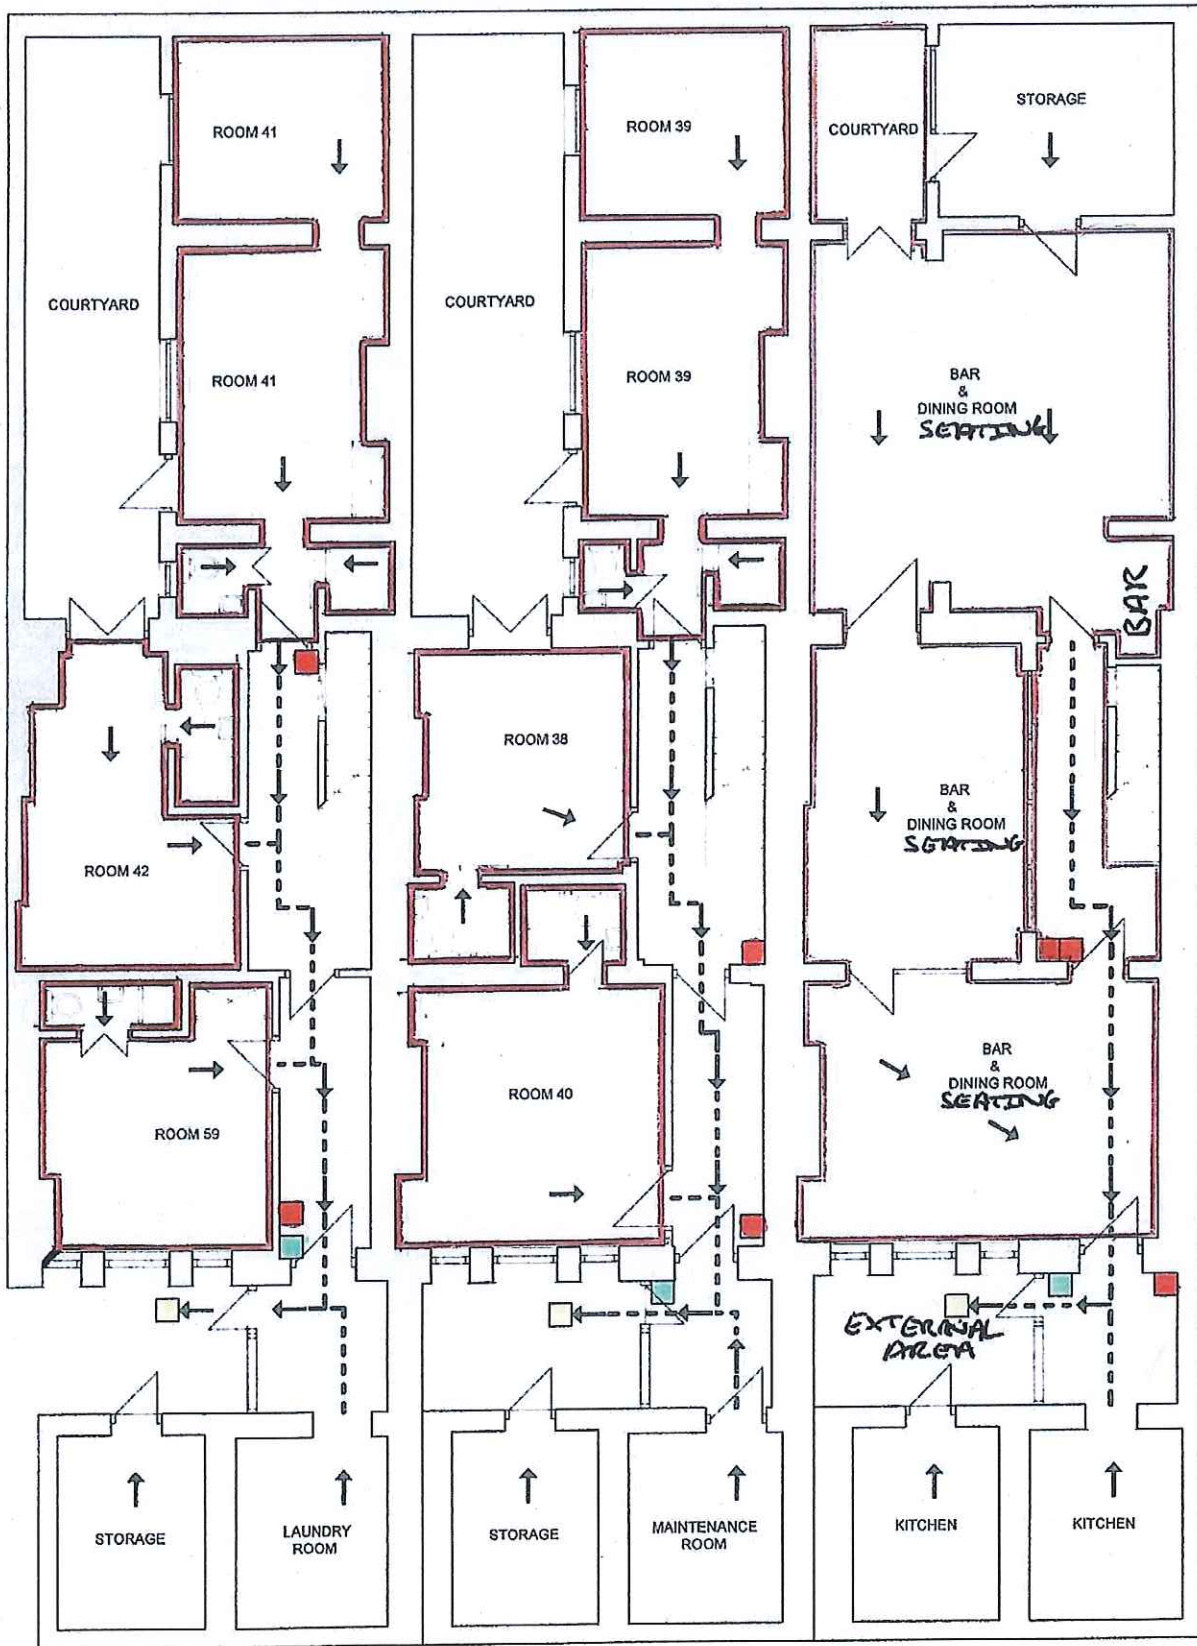 ROOM 41
COURTYARD
ROOM 41
ROOM 42
ROOM 59
STORAGE
LAUNDRY
ROOM
ROOM 39
COURTYARD
ROOM 39
ROOM 38
ROOM 40
STORAGE
MAINTENANCE
ROOM
COURTYARD
STORAGE
BAR
&
DINING ROOM
SEATING
BAR
BAR
&
DINING ROOM
SEATING
BAR
&
DINING ROOM
SEATING
EXTERNAL
AREA
KITCHEN
KITCHEN